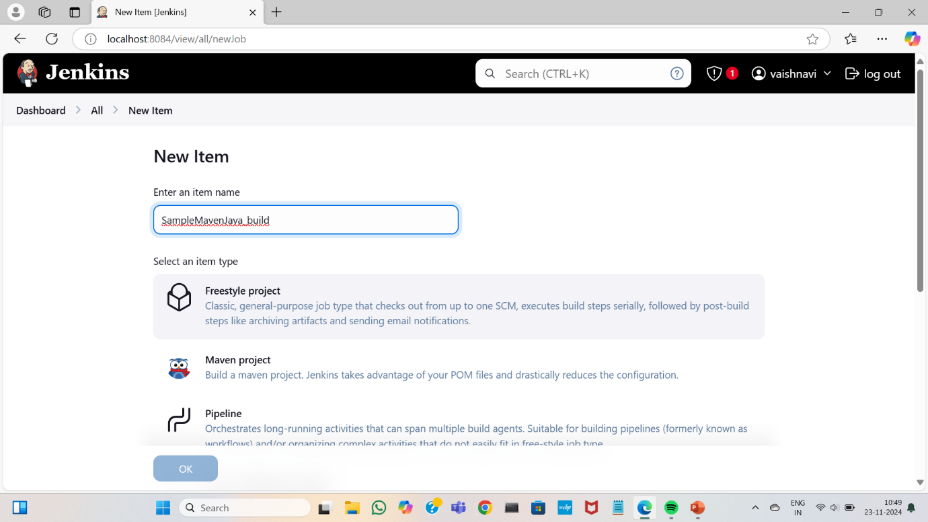 New Item [Jenkins]
localhost:8084/view/all/newJob
Jenkins
Search (CTRL+K)
?
1
vaishnavi
log out
Dashboard
All
New Item
New Item
Enter an item name
SampleMavenJava_build
Select an item type
Freestyle project
Classic, general-purpose job type that checks out from up to one SCM, executes build steps serially, followed by post-build
steps like archiving artifacts and sending email notifications.
Maven project
Build a maven project. Jenkins takes advantage of your POM files and drastically reduces the configuration.
Pipeline
Orchestrates long-running activities that can span multiple build agents. Suitable for building pipelines (formerly known as
workflows) and/or organizing complex activities that do not easily fit in free-style job type.
OK
Search
ENG
IN
10:49
23-11-2024